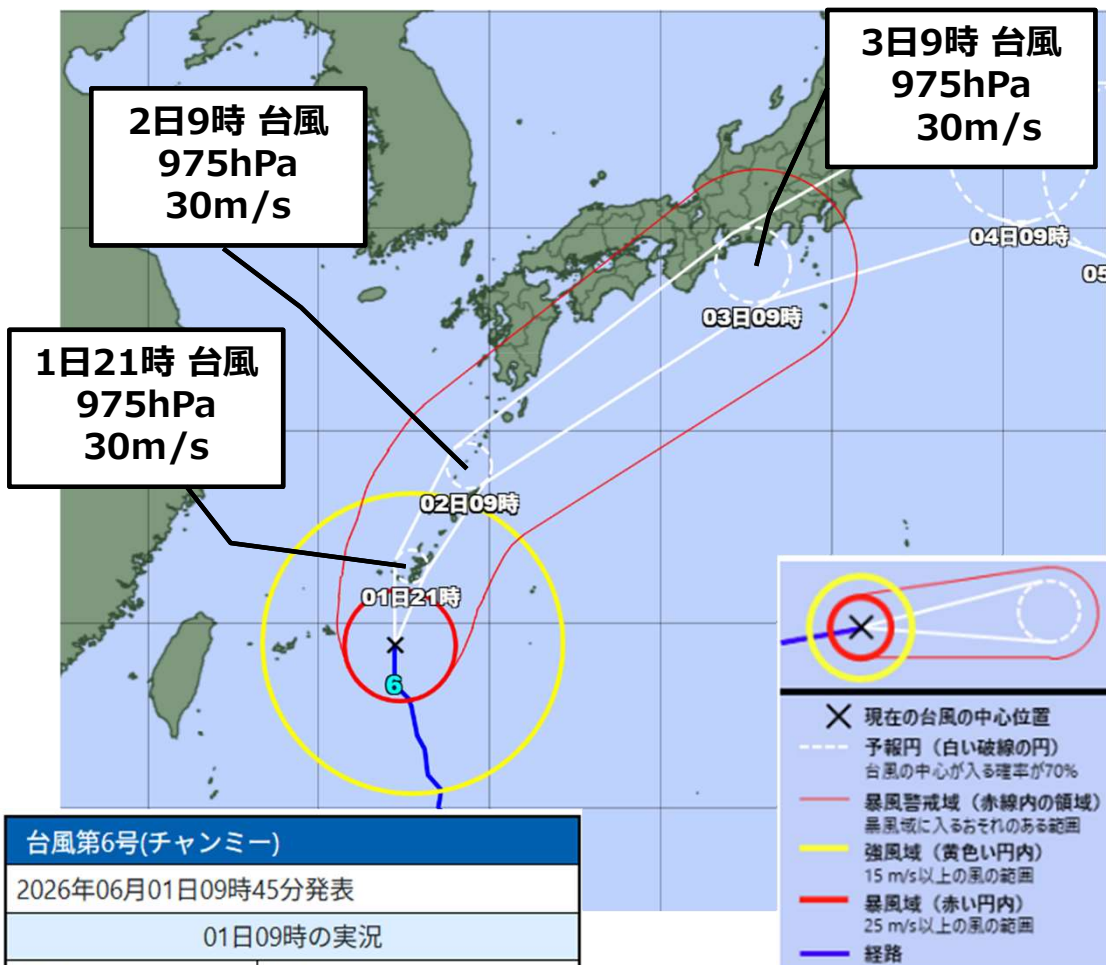 3日9時 台風
975hPa
30m/s
2日9時 台風
975hPa
30m/s
1日21時 台風
975hPa
30m/s
04日09時
05
03日09時
02日09時
01日21時
6
現在の台風の中心位置
予報円（白い破線の円）
台風の中心が入る確率が70%
暴風警戒域（赤線内の領域）
暴風域に入るおそれのある範囲
強風域（黄色い円内）
15 m/s以上の風の範囲
暴風域（赤い円内）
25 m/s以上の風の範囲
経路
台風第6号(チャンミー)
2026年06月01日09時45分発表
01日09時の実況